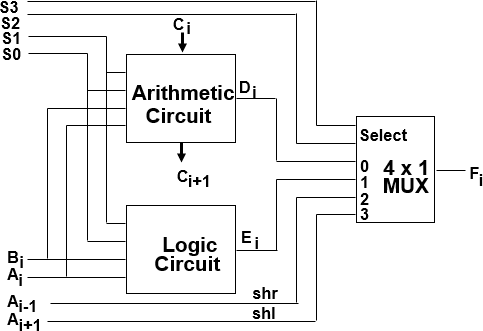 S3
S2
S1
S0
Ci
Arithmetic
Circuit
Di
Ci+1
Select
0
1
2
3
4 x 1
MUX
Fi
Logic
Circuit
Ei
Bi
Ai
Ai-1
shr
Ai+1
shl